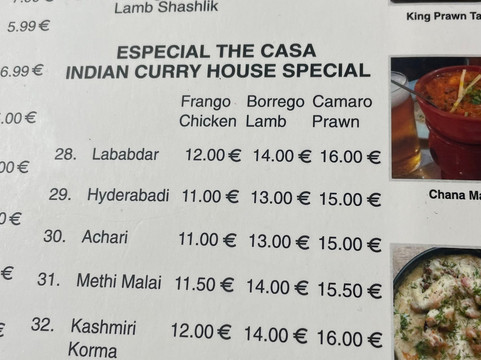 Lamb Shashlik
5.99 €
6.99 €
.00 €
ESPECIAL THE CASA
INDIAN CURRY HOUSE SPECIAL
Frango Borrego Camaro
Chicken Lamb Prawn
28. Lababdar 12.00 € 14.00 € 16.00 €
29. Hyderabadi 11.00 € 13.00 € 15.00 €
30. Achari 11.00 € 13.00 € 15.00 €
31. Methi Malai 11.50 € 14.00 € 15.50 €
32. Kashmiri 12.00 € 14.00 € 16.00 €
Korma
King Prawn Ta
Chana Ma